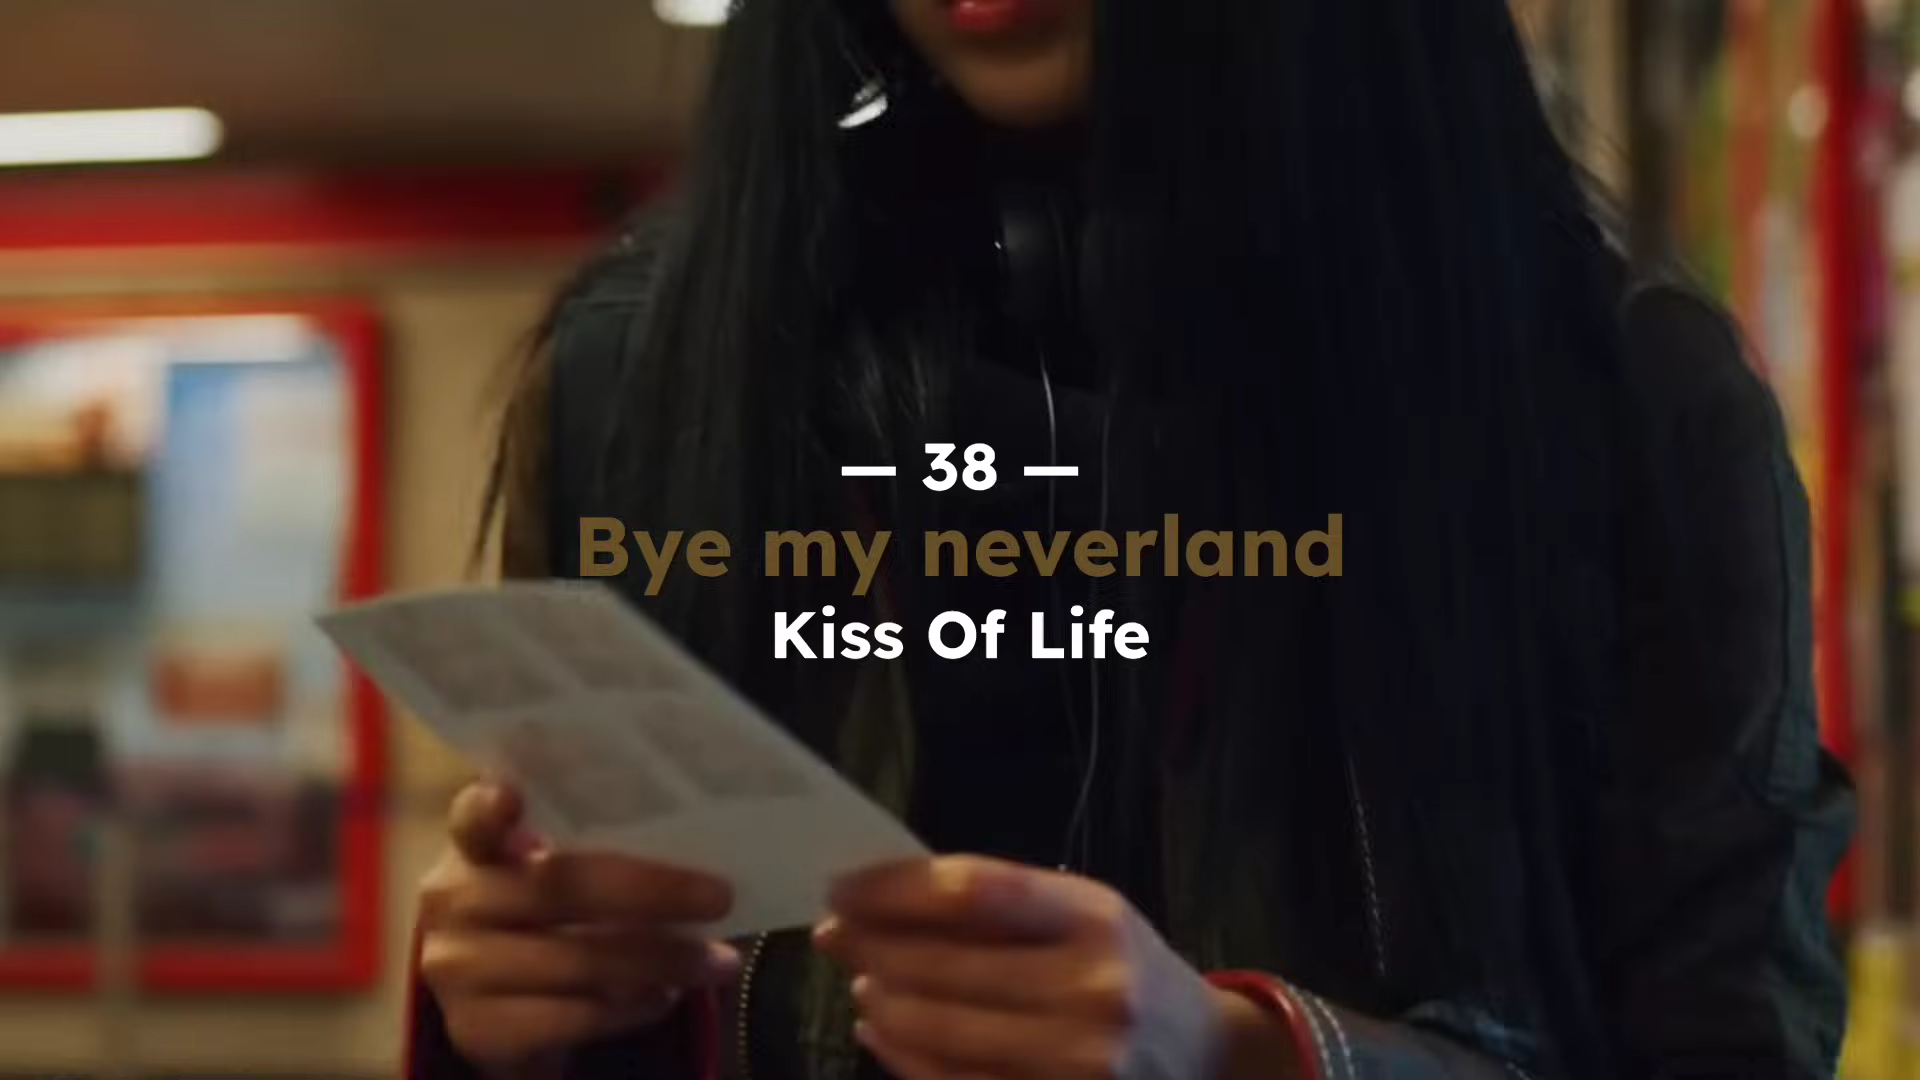 — 38 —
Bye my neverland
Kiss Of Life